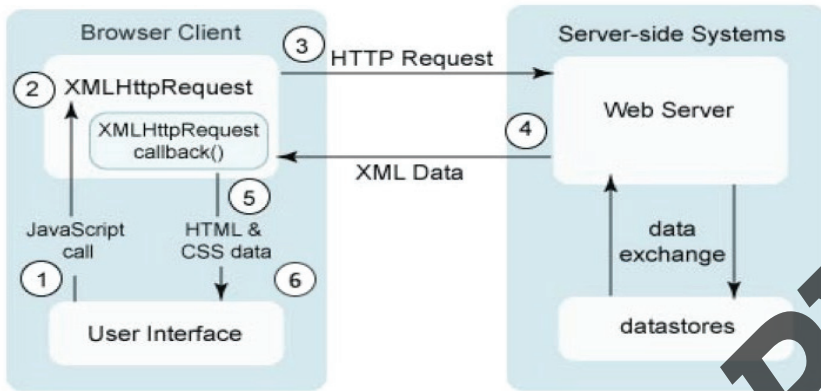 Browser Client
Server-side Systems
3
HTTP Request
2
XMLHttpRequest
Web Server
XMLHttpRequest
callback()
4
XML Data
5
JavaScript
call
HTML &
CSS data
data
exchange
1
6
User Interface
datastores